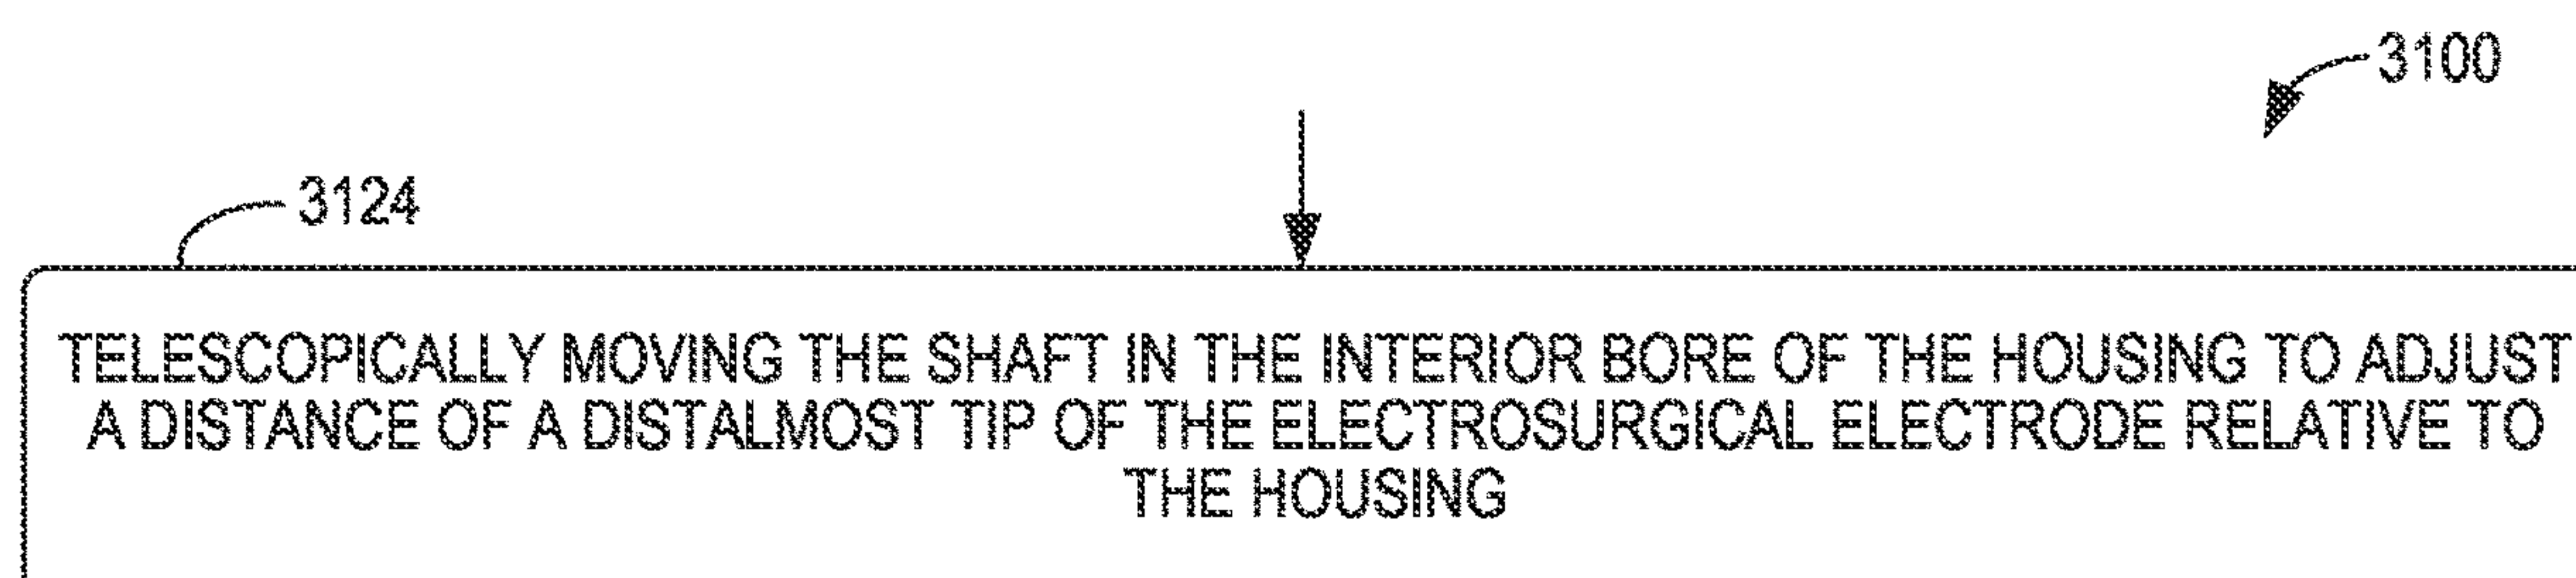 3100
3124
TELESCOPICALLY MOVING THE SHAFT IN THE INTERIOR BORE OF THE HOUSING TO ADJUST
A DISTANCE OF A DISTALMOST TIP OF THE ELECTROSURGICAL ELECTRODE RELATIVE TO
THE HOUSING